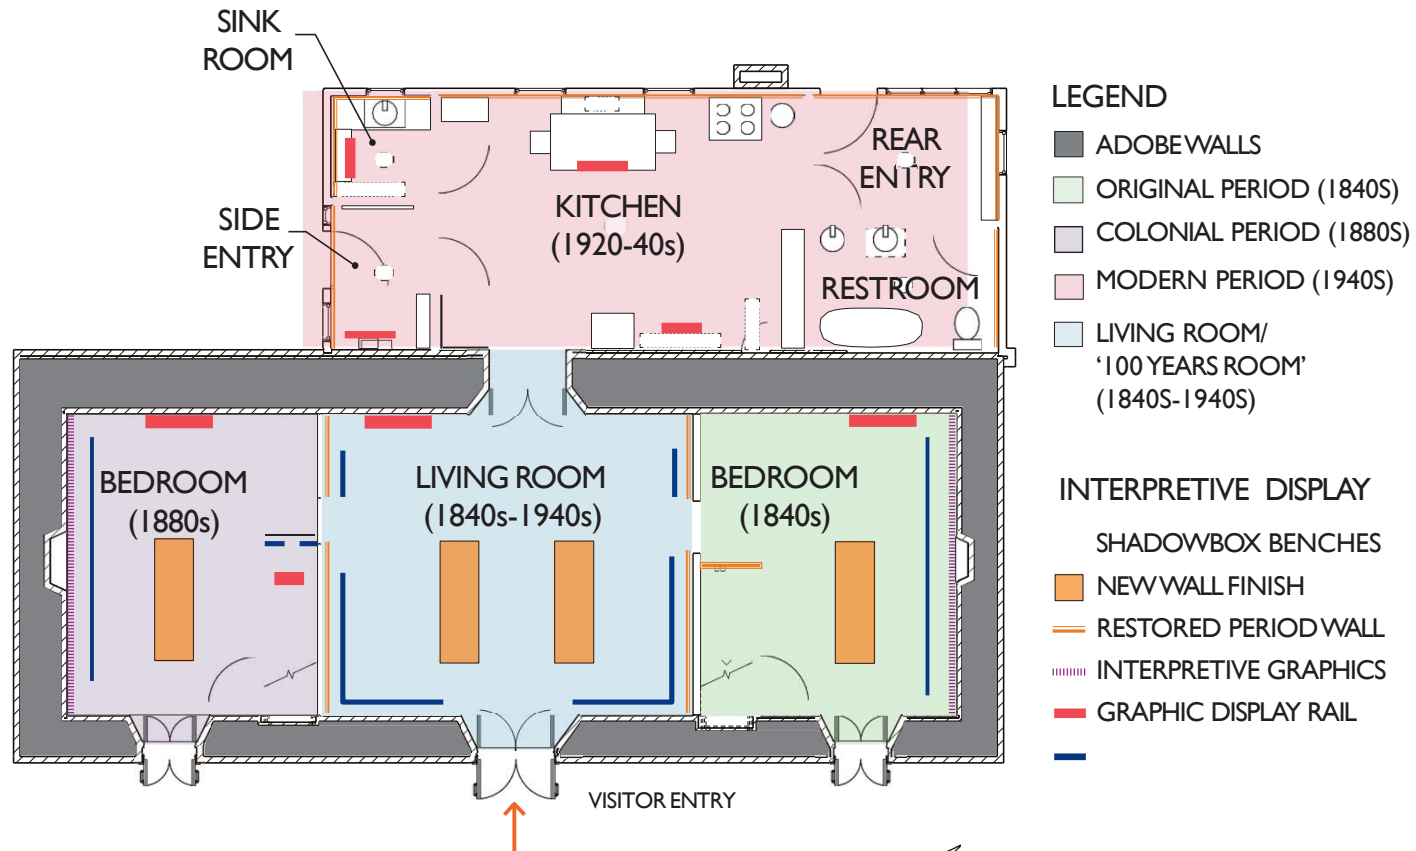 SINK
ROOM
SIDE
ENTRY
KITCHEN
(1920-40s)
REAR
ENTRY
RESTROOM
BEDROOM
(1880s)
LIVING ROOM
(1840s-1940s)
BEDROOM
(1840s)
VISITOR ENTRY
LEGEND
ADOBE WALLS
ORIGINAL PERIOD (1840S)
COLONIAL PERIOD (1880S)
MODERN PERIOD (1940S)
LIVING ROOM/
‘100 YEARS ROOM’
(1840S-1940S)
INTERPRETIVE DISPLAY
SHADOWBOX BENCHES
NEW WALL FINISH
RESTORED PERIOD WALL
INTERPRETIVE GRAPHICS
GRAPHIC DISPLAY RAIL